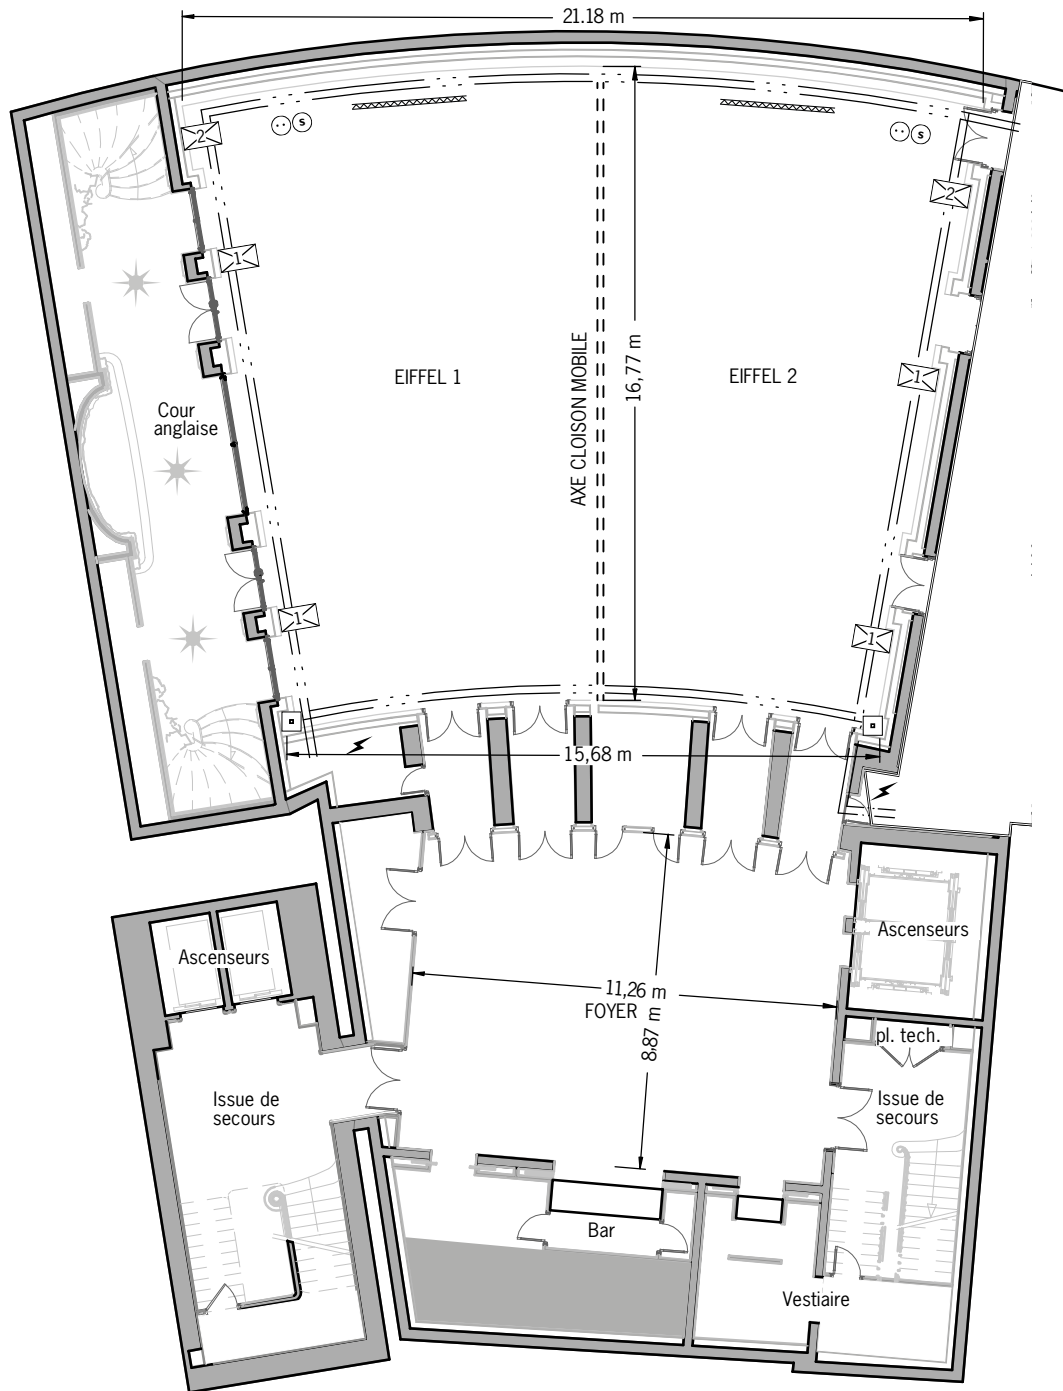 21.18 m
2
s
s
2
1
1
EIFFEL 1
EIFFEL 2
AXE CLOISON MOBILE
16,77 m
Cour
anglaise
1
1
15,68 m
Ascenseurs
Ascenseurs
11,26 m
FOYER
8,87 m
pl. tech.
Issue de
secours
Issue de
secours
Bar
Vestiaire